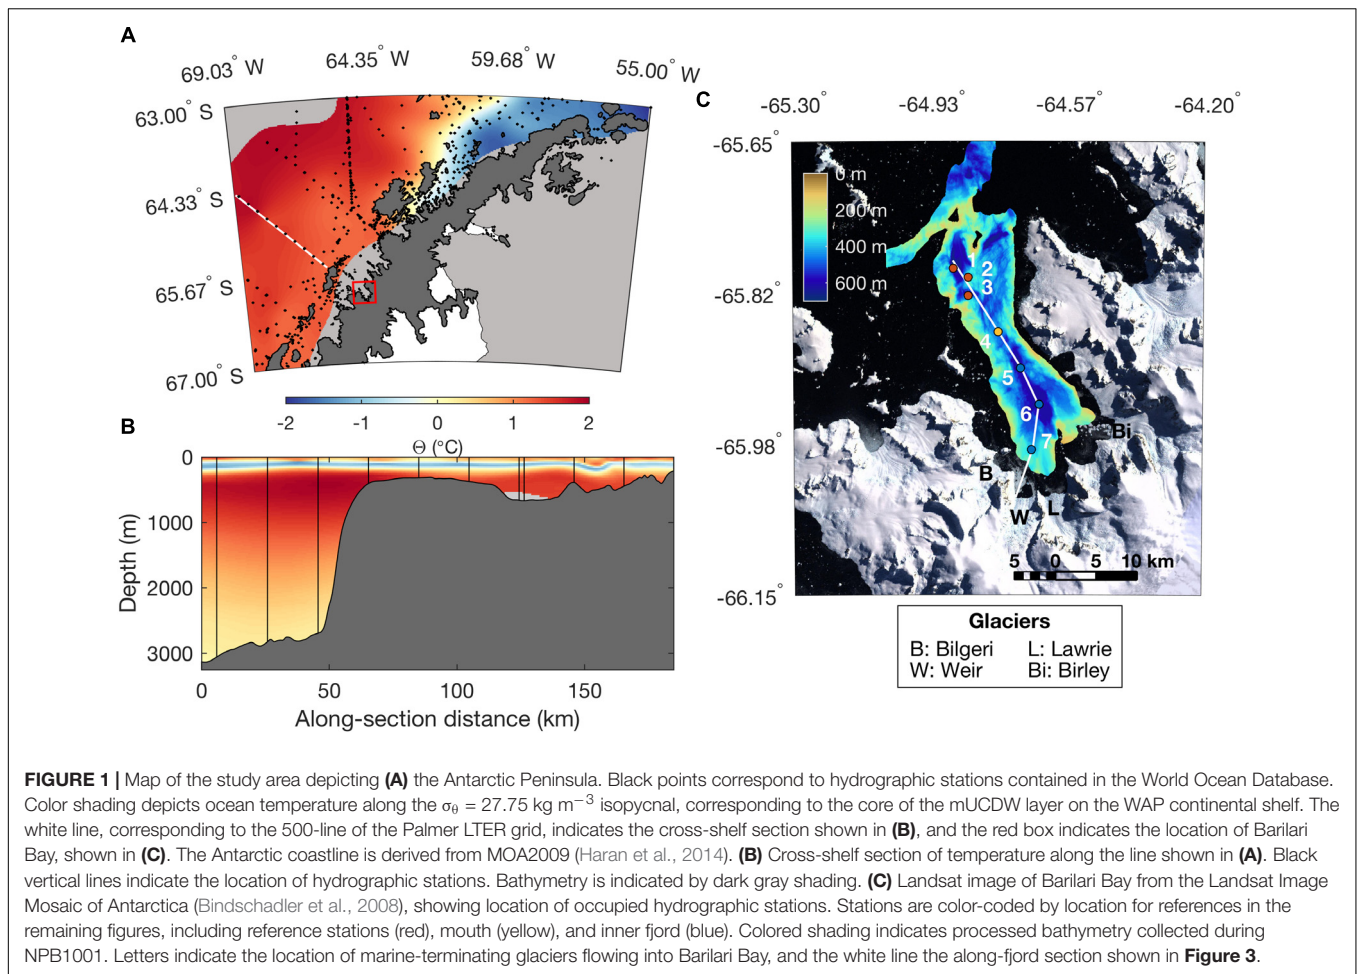 A
69.03° W
64.35° W
59.68° W
55.00° W
63.00° S
64.33° S
65.67° S
67.00° S
-2
-1
0
1
2
Θ (°C)
B
0
1000
2000
3000
Depth (m)
0
50
100
150
Along-section distance (km)
C
-65.30°
-64.93°
-64.57°
-64.20°
-65.65°
-65.82°
-65.98°
-66.15°
0 m
200 m
400 m
600 m
1
2
3
4
5
6
7
Bi
B
W
L
5 0 5 10 km
Glaciers
B: Bilgeri L: Lawrie
W: Weir Bi: Birley
FIGURE 1 | Map of the study area depicting (A) the Antarctic Peninsula. Black points correspond to hydrographic stations contained in the World Ocean Database.
Color shading depicts ocean temperature along the σθ = 27.75 kg m−3 isopycnal, corresponding to the core of the mUCDW layer on the WAP continental shelf. The
white line, corresponding to the 500-line of the Palmer LTER grid, indicates the cross-shelf section shown in (B), and the red box indicates the location of Barilari
Bay, shown in (C). The Antarctic coastline is derived from MOA2009 (Haran et al., 2014). (B) Cross-shelf section of temperature along the line shown in (A). Black
vertical lines indicate the location of hydrographic stations. Bathymetry is indicated by dark gray shading. (C) Landsat image of Barilari Bay from the Landsat Image
Mosaic of Antarctica (Bindschadler et al., 2008), showing location of occupied hydrographic stations. Stations are color-coded by location for references in the
remaining figures, including reference stations (red), mouth (yellow), and inner fjord (blue). Colored shading indicates processed bathymetry collected during
NPB1001. Letters indicate the location of marine-terminating glaciers flowing into Barilari Bay, and the white line the along-fjord section shown in Figure 3.